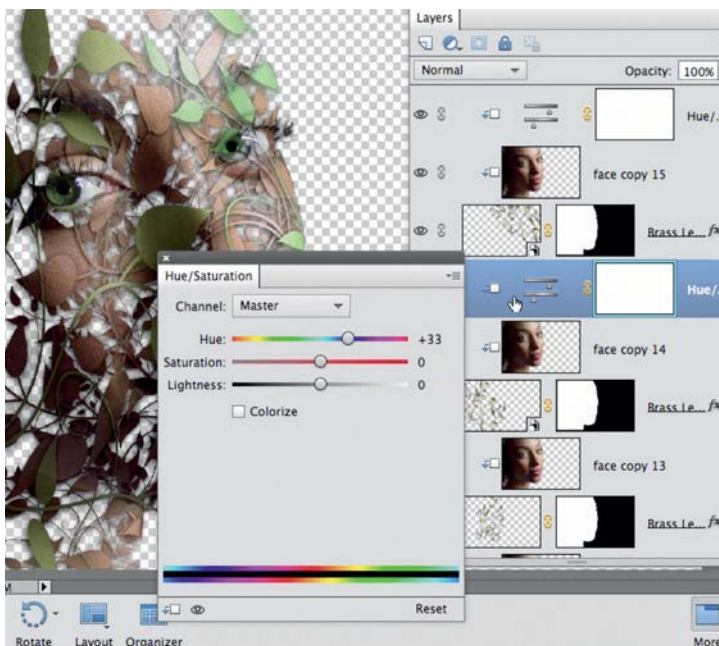 Layers
Normal
Opacity: 100%
Hue/.
face copy 15
Brass Le... fx
Hue/.
face copy 14
Brass Le... fx
face copy 13
Brass Le... fx
Hue/Saturation
Channel: Master
Hue: +33
Saturation: 0
Lightness: 0
Colorize
Reset
M
Rotate
Layout
Organizer
More